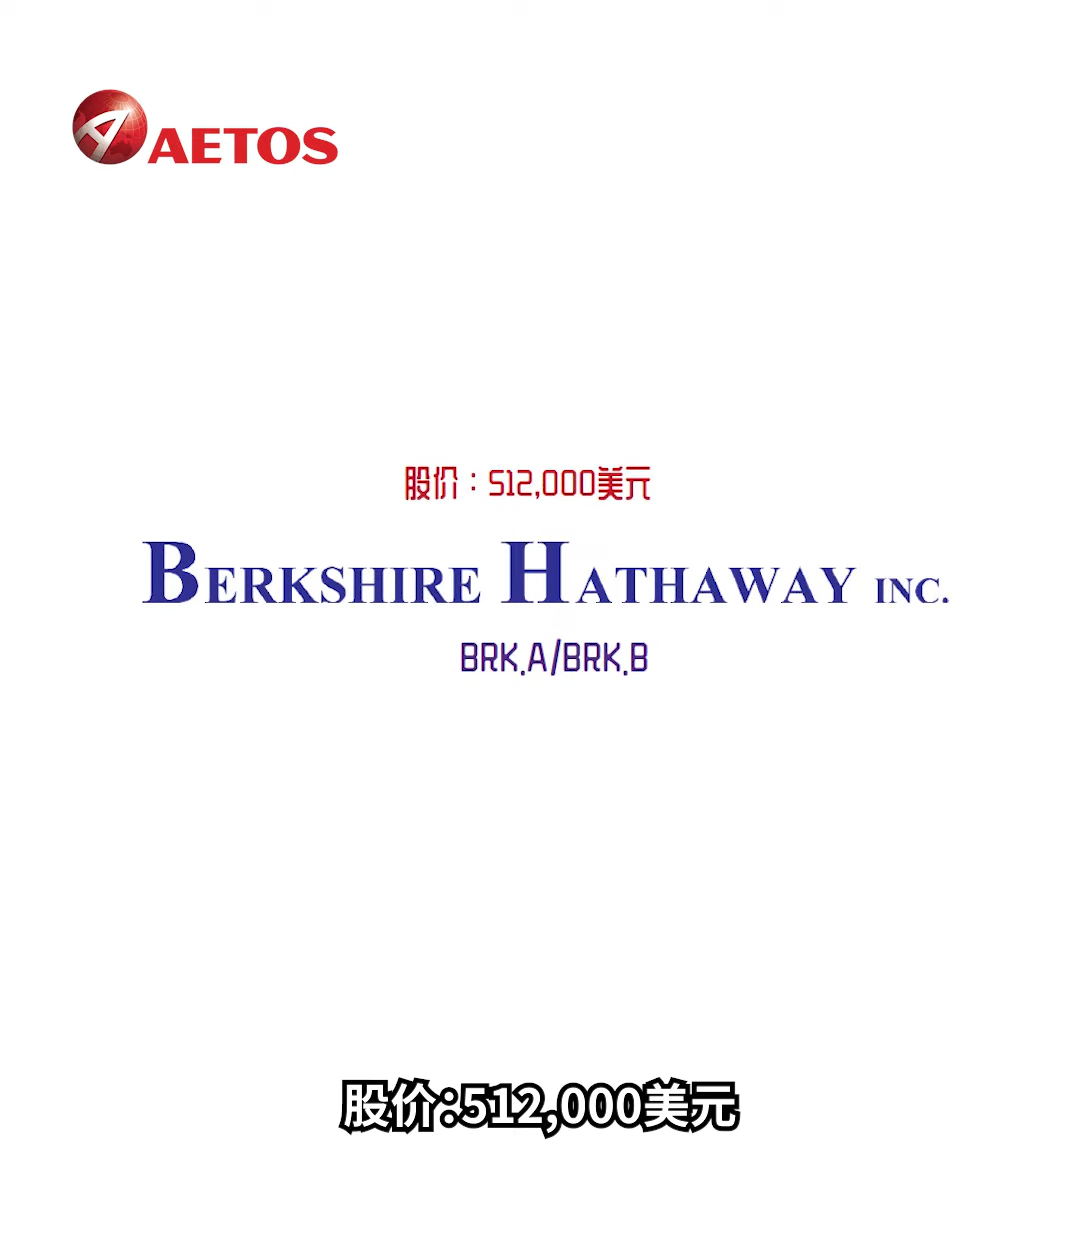 AETOS
股价：512,000美元
BERKSHIRE HATHAWAY INC.
BRK.A/BRK.B
股价：512,000美元